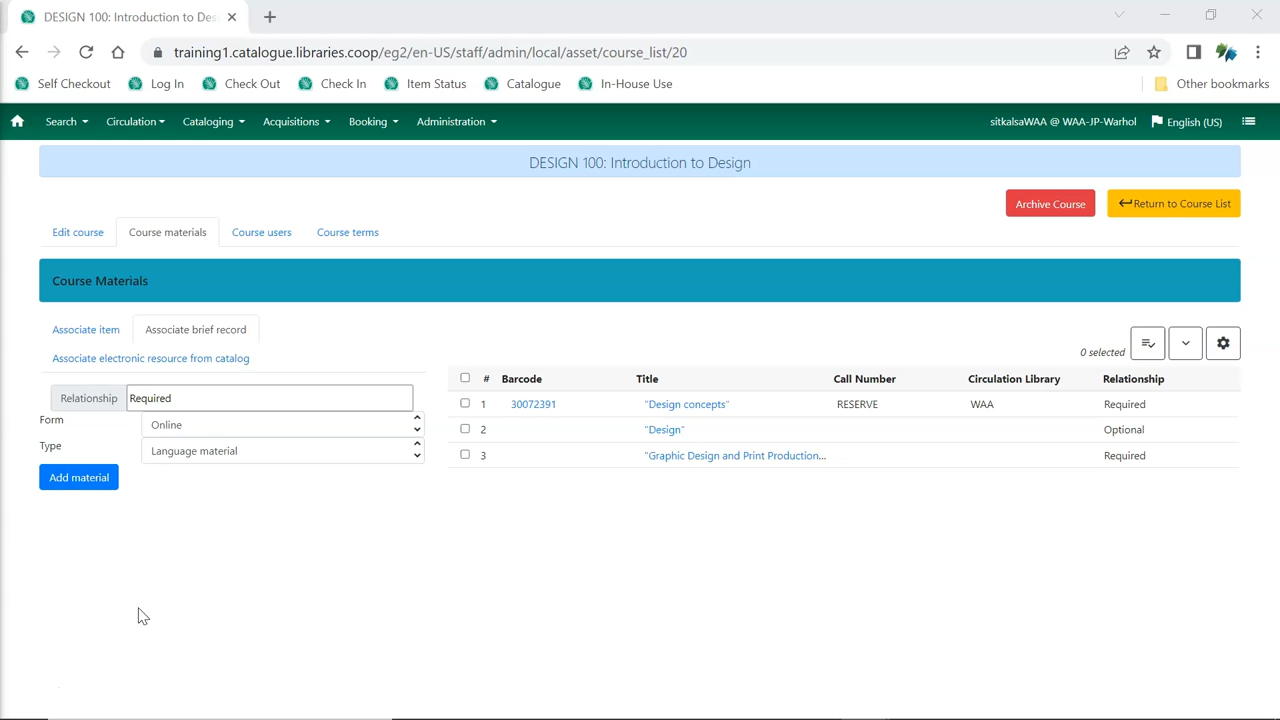 DESIGN 100: Introduction to Des
training1.catalogue.libraries.coop/eg2/en-US/staff/admin/local/asset/course_list/20
Self Checkout Log In Check Out Check In Item Status Catalogue In-House Use Other bookmarks
Search Circulation Cataloging Acquisitions Booking Administration sitkalsaWAA @ WAA-JP-Warhol English (US)
DESIGN 100: Introduction to Design
Archive Course Return to Course List
Edit course Course materials Course users Course terms
Course Materials
Associate item Associate brief record
Associate electronic resource from catalog
0 selected
Relationship Required
Form Online
Type Language material
Add material
# Barcode Title Call Number Circulation Library Relationship
1 30072391 "Design concepts" RESERVE WAA Required
2 "Design" Optional
3 "Graphic Design and Print Production... Required